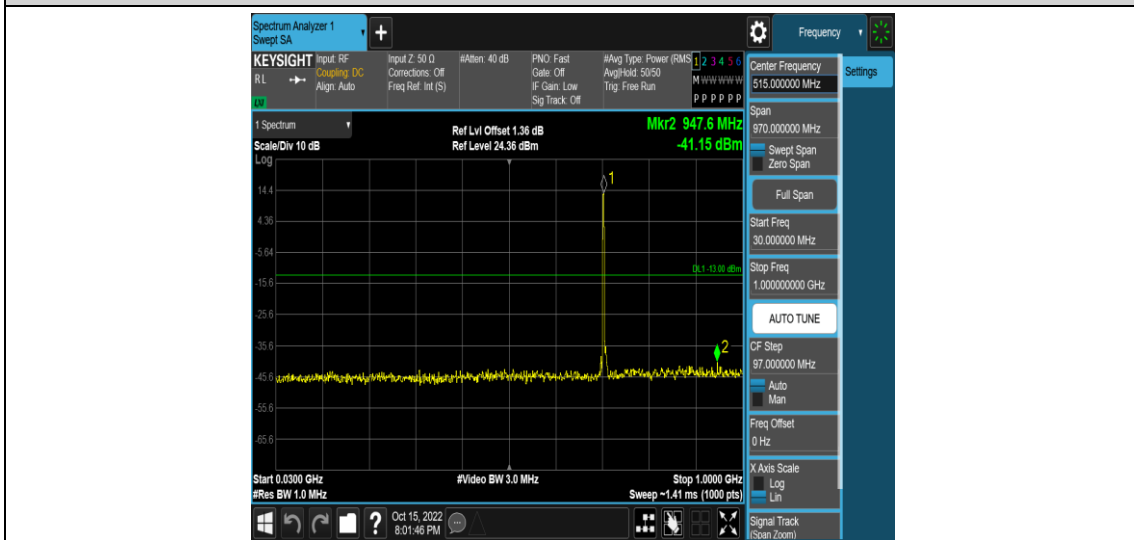 Spectrum Analyzer 1
Swept SA
Frequency
KEYSIGHT
RL
Input: RF
Coupling: DC
Align: Auto
Input Z: 50 Ω
Corrections: Off
Freq Ref: Int (S)
#Atten: 40 dB
PNO: Fast
Gate: Off
IF Gain: Low
Sig Track: Off
#Avg Type: Power (RMS
Avg|Hold: 50/50
Trig: Free Run
1 2 3 4 5 6
M W W W W W
P P P P P P
1 Spectrum
Scale/Div 10 dB
Ref Lvl Offset 1.36 dB
Ref Level 24.36 dBm
Mkr2 947.6 MHz
-41.15 dBm
Log
14.4
4.36
-5.64
-15.6
-25.6
-35.6
-45.6
-55.6
-65.6
1
DL1 -13.00 dBm
2
Start 0.0300 GHz
#Res BW 1.0 MHz
#Video BW 3.0 MHz
Stop 1.0000 GHz
Sweep ~1.41 ms (1000 pts)
Oct 15, 2022
8:01:46 PM
Settings
Center Frequency
515.000000 MHz
Span
970.000000 MHz
Swept Span
Zero Span
Full Span
Start Freq
30.000000 MHz
Stop Freq
1.000000000 GHz
AUTO TUNE
CF Step
97.000000 MHz
Auto
Man
Freq Offset
0 Hz
X Axis Scale
Log
Lin
Signal Track
(Span Zoom)